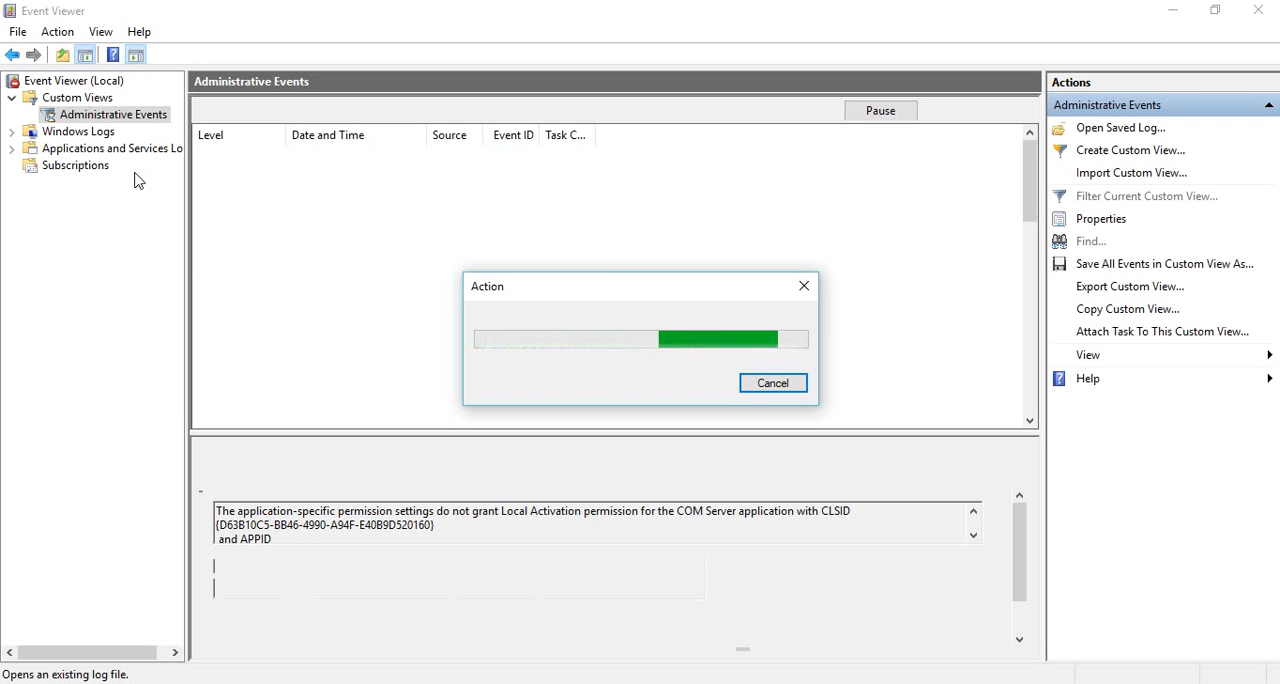 Event Viewer
File Action View Help
Event Viewer (Local)
Custom Views
Administrative Events
Windows Logs
Applications and Services Lo
Subscriptions
Administrative Events
Pause
Level Date and Time Source Event ID Task C...
Action
Cancel
-
The application-specific permission settings do not grant Local Activation permission for the COM Server application with CLSID
{D63B10C5-BB46-4990-A94F-E40B9D520160}
and APPID
Actions
Administrative Events
Open Saved Log...
Create Custom View...
Import Custom View...
Filter Current Custom View...
Properties
Find...
Save All Events in Custom View As...
Export Custom View...
Copy Custom View...
Attach Task To This Custom View...
View
Help
Opens an existing log file.